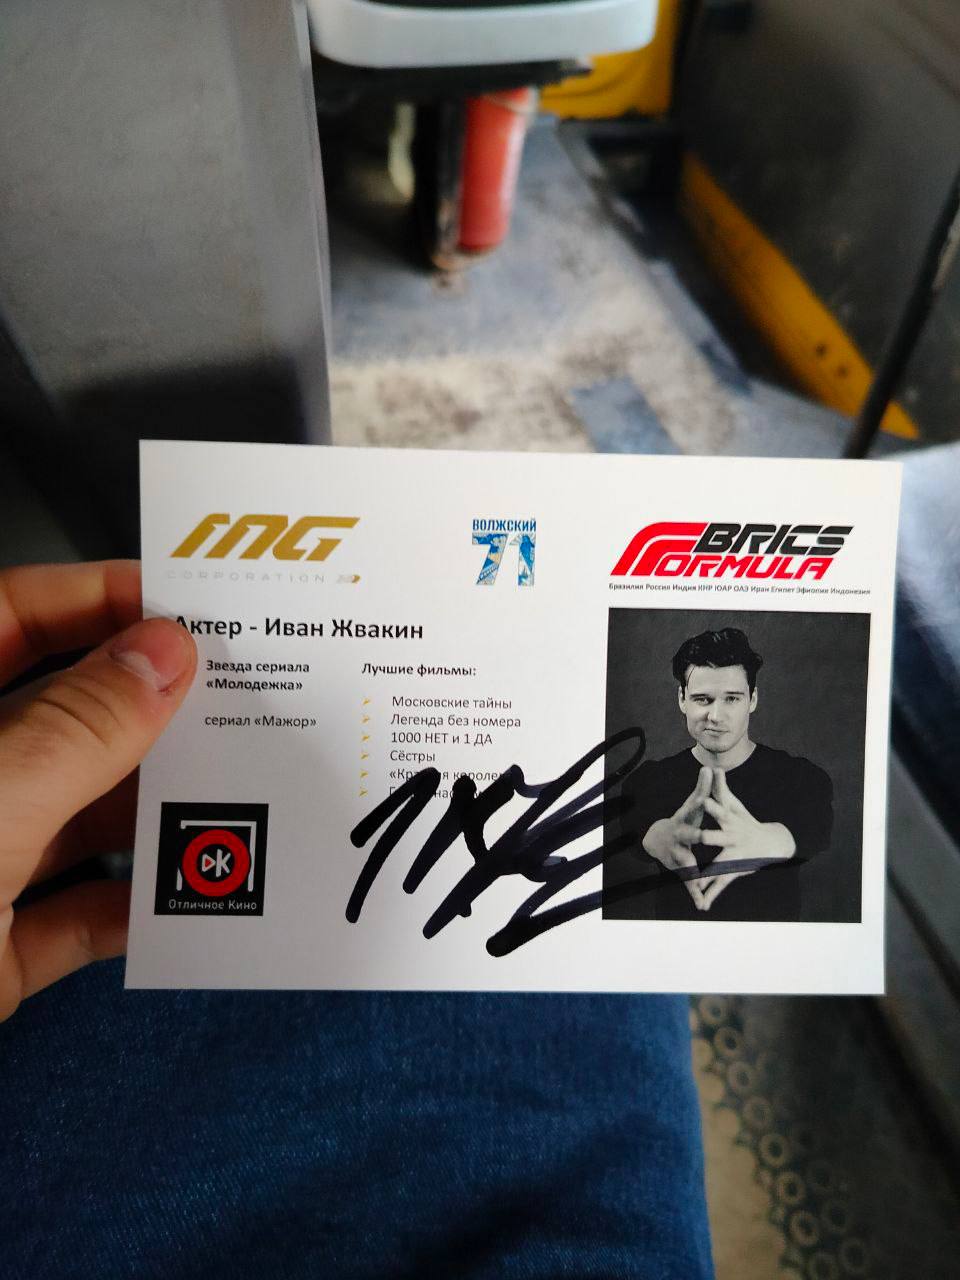 MG
CORPORATION
ВОЛЖСКИЙ
71
BRICS
FORMULA
Бразилия Россия Индия КНР ЮАР ОАЭ Иран Египет Эфиопия Индонезия
Актер - Иван Жвакин
Звезда сериала
«Молодежка»
сериал «Мажор»
Лучшие фильмы:
Московские тайны
Легенда без номера
1000 НЕТ и 1 ДА
Сёстры
ОК
Отличное Кино